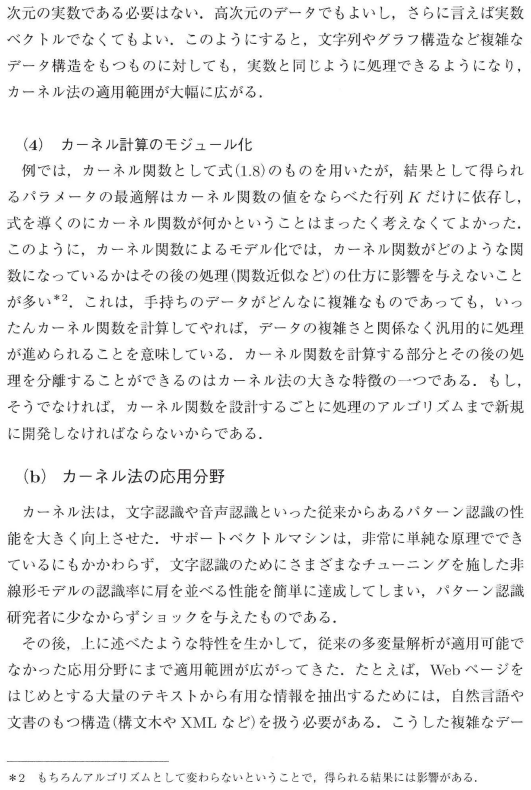 次元の実数である必要はない．高次元のデータでもよいし，さらに言えば実数
ベクトルでなくてもよい．このようにすると，文字列やグラフ構造など複雑な
データ構造をもつものに対しても，実数と同じように処理できるようになり，
カーネル法の適用範囲が大幅に広がる．
(4) カーネル計算のモジュール化
例では，カーネル関数として式(1.8)のものを用いたが，結果として得られ
るパラメータの最適解はカーネル関数の値をならべた行列 K だけに依存し，
式を導くのにカーネル関数が何かということはまったく考えなくてよかった．
このように，カーネル関数によるモデル化では，カーネル関数がどのような関
数になっているかはその後の処理(関数近似など)の仕方に影響を与えないこと
が多い*2．これは，手持ちのデータがどんなに複雑なものであっても，いっ
たんカーネル関数を計算してやれば，データの複雑さと関係なく汎用的に処理
が進められることを意味している．カーネル関数を計算する部分とその後の処
理を分離することができるのはカーネル法の大きな特徴の一つである．もし，
そうでなければ，カーネル関数を設計するごとに処理のアルゴリズムまで新規
に開発しなければならないからである．
(b) カーネル法の応用分野
カーネル法は，文字認識や音声認識といった従来からあるパターン認識の性
能を大きく向上させた．サポートベクトルマシンは，非常に単純な原理ででき
ているにもかかわらず，文字認識のためにさまざまなチューニングを施した非
線形モデルの認識率に肩を並べる性能を簡単に達成してしまい，パターン認識
研究者に少なからずショックを与えたものである．
その後，上に述べたような特性を生かして，従来の多変量解析が適用可能で
なかった応用分野にまで適用範囲が広がってきた．たとえば，Web ページを
はじめとする大量のテキストから有用な情報を抽出するためには，自然言語や
文書のもつ構造(構文木や XML など)を扱う必要がある．こうした複雑なデー
*2 もちろんアルゴリズムとして変わらないということで，得られる結果には影響がある．